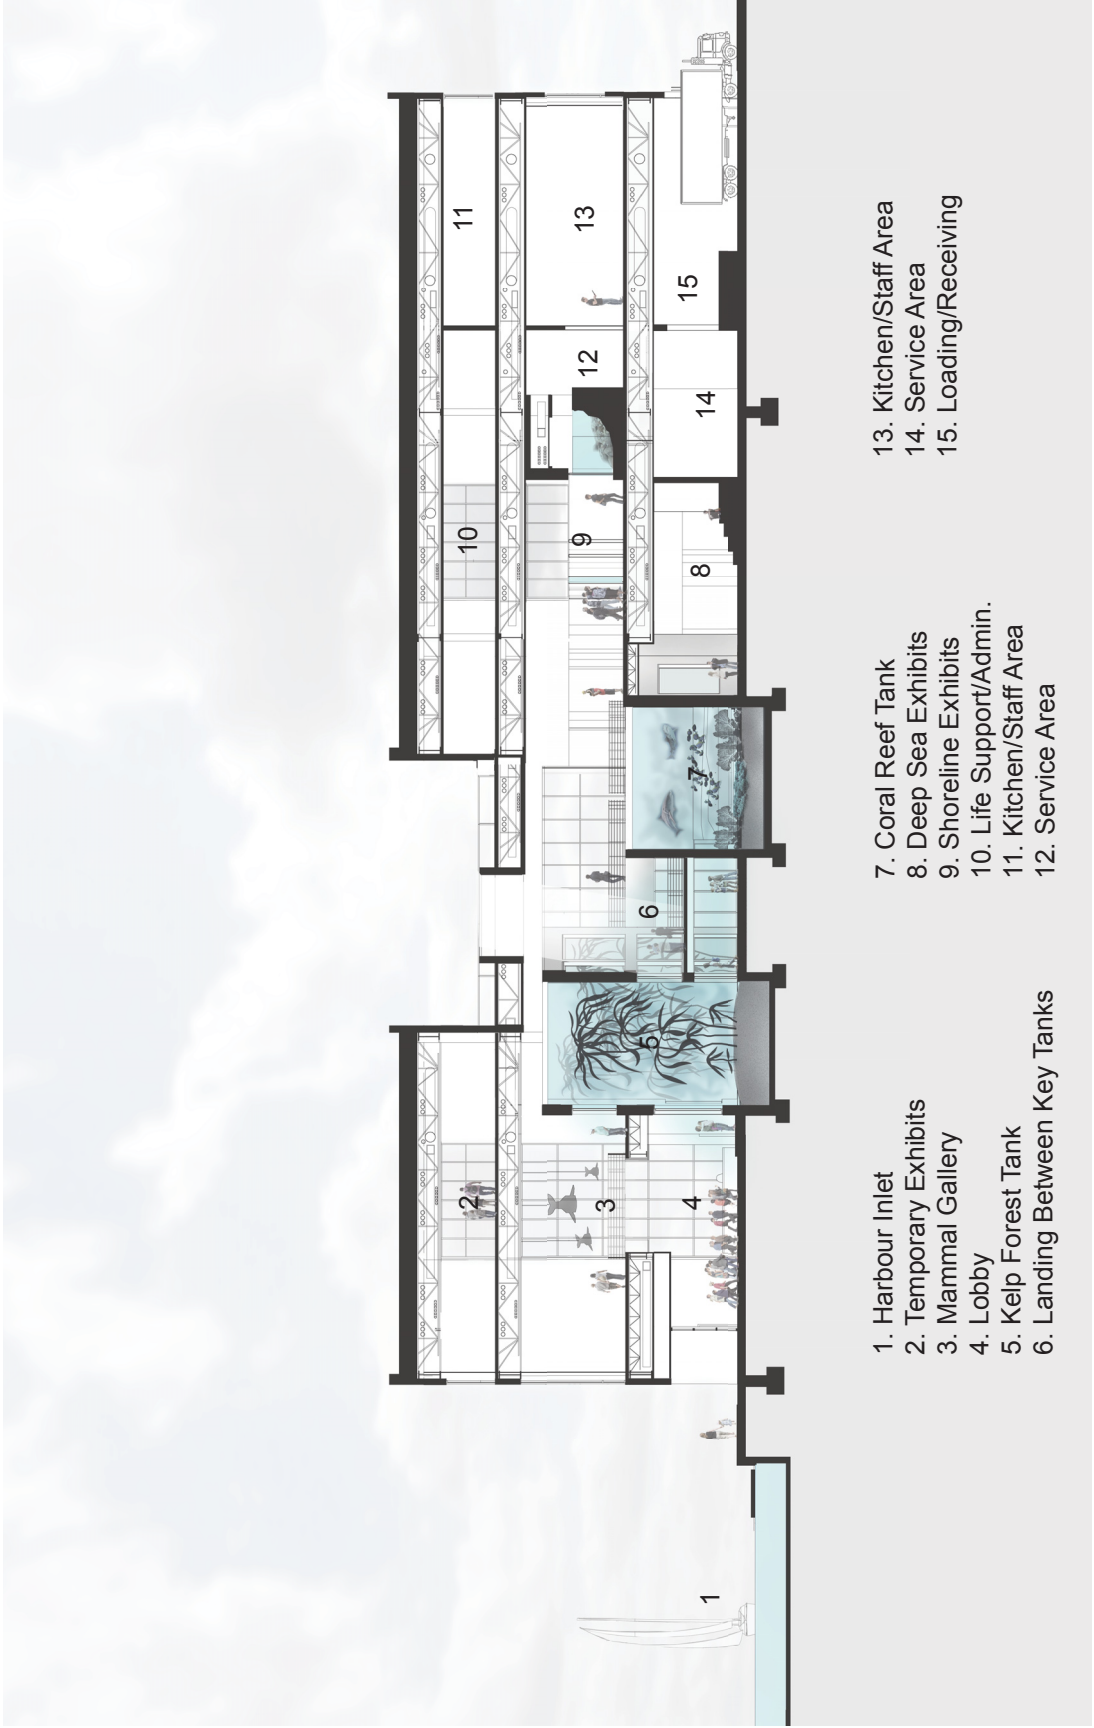 1
2
3
4
5
6
7
8
9
10
11
12
13
14
15
1. Harbour Inlet
2. Temporary Exhibits
3. Mammal Gallery
4. Lobby
5. Kelp Forest Tank
6. Landing Between Key Tanks
7. Coral Reef Tank
8. Deep Sea Exhibits
9. Shoreline Exhibits
10. Life Support/Admin.
11. Kitchen/Staff Area
12. Service Area
13. Kitchen/Staff Area
14. Service Area
15. Loading/Receiving